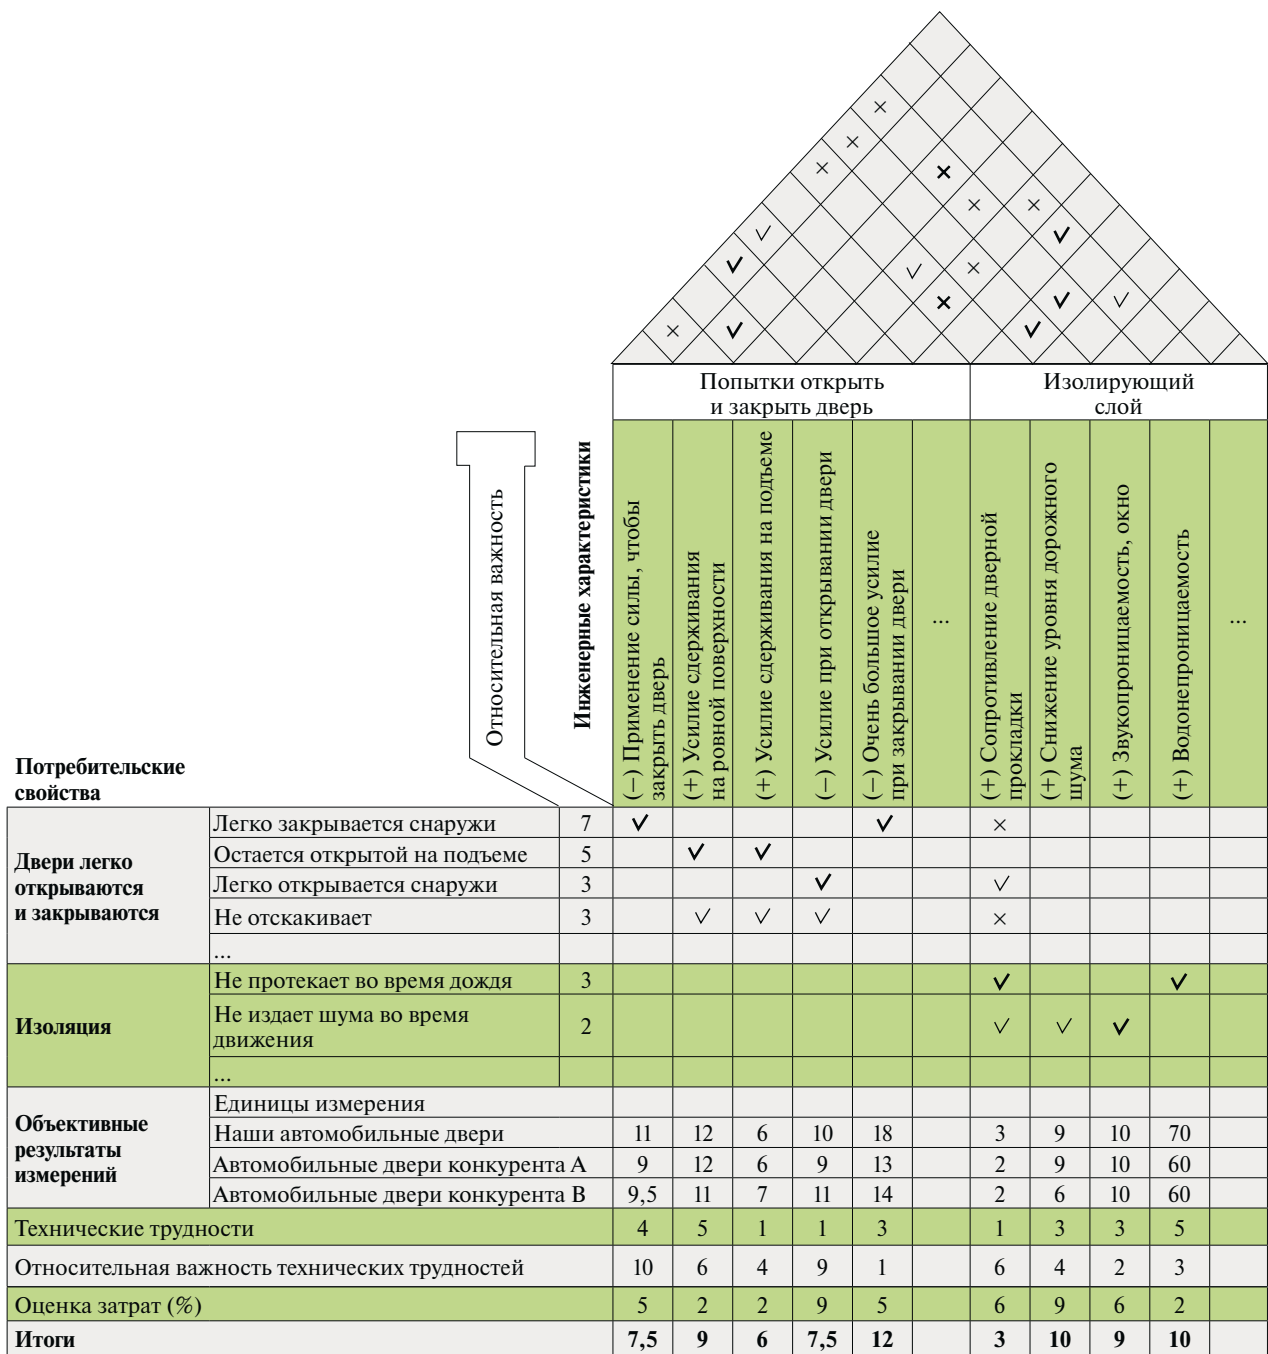 Попытки открыть
и закрыть дверь
Изолирующий
слой
Относительная важность
Инженерные характеристики
(−) Применение силы, чтобы
закрыть дверь
(+) Усилие сдерживания
на ровной поверхности
(+) Усилие сдерживания на подъеме
(−) Усилие при открывании двери
(−) Очень большое усилие
при закрывании двери
...
(+) Сопротивление дверной
прокладки
(+) Снижение уровня дорожного
шума
(+) Звукопроницаемость, окно
(+) Водонепроницаемость
...
Потребительские
свойства
Двери легко
открываются
и закрываются
Легко закрывается снаружи 7 ✓ ✓ ×
Остается открытой на подъеме 5 ✓ ✓
Легко открывается снаружи 3 ✓ ✓
Не отскакивает 3 ✓ ✓ ✓ ×
...
Изоляция
Не протекает во время дождя 3 ✓ ✓
Не издает шума во время
движения 2 ✓ ✓ ✓
...
Объективные
результаты
измерений
Единицы измерения
Наши автомобильные двери 11 12 6 10 18 3 9 10 70
Автомобильные двери конкурента А 9 12 6 9 13 2 9 10 60
Автомобильные двери конкурента В 9,5 11 7 11 14 2 6 10 60
Технические трудности 4 5 1 1 3 1 3 3 5
Относительная важность технических трудностей 10 6 4 9 1 6 4 2 3
Оценка затрат (%) 5 2 2 9 5 6 9 6 2
Итоги 7,5 9 6 7,5 12 3 10 9 10